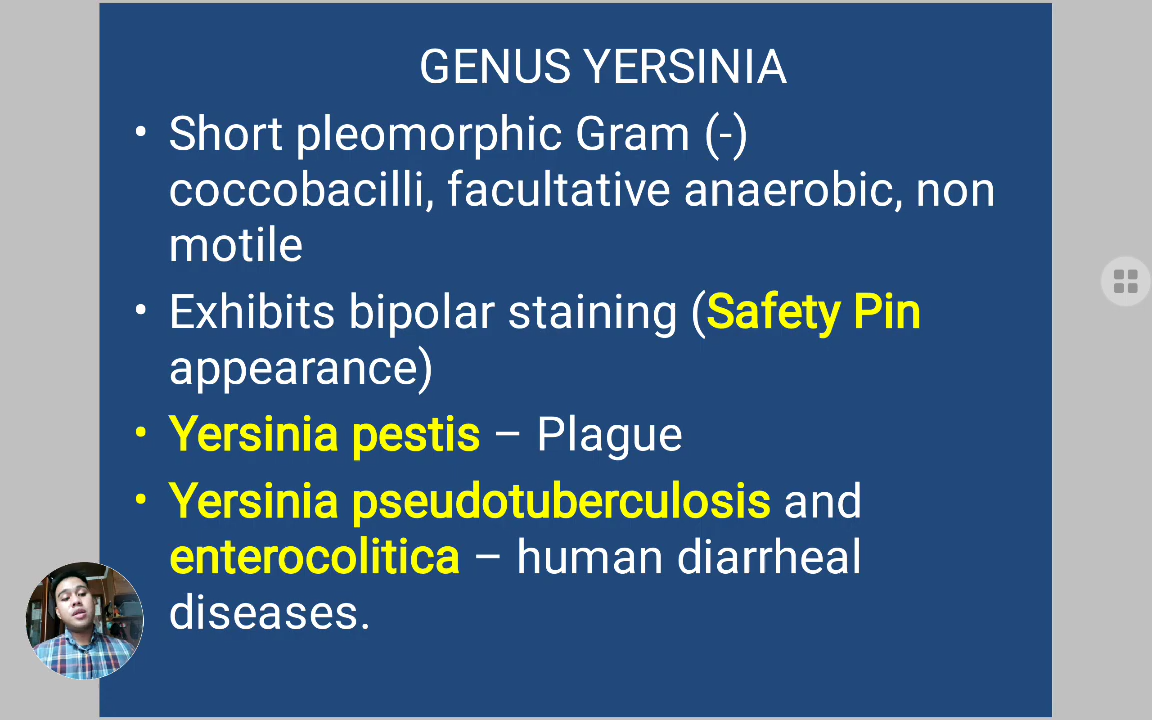 GENUS YERSINIA
• Short pleomorphic Gram (-)
coccobacilli, facultative anaerobic, non
motile
• Exhibits bipolar staining (Safety Pin
appearance)
• Yersinia pestis – Plague
• Yersinia pseudotuberculosis and
enterocolitica – human diarrheal
diseases.